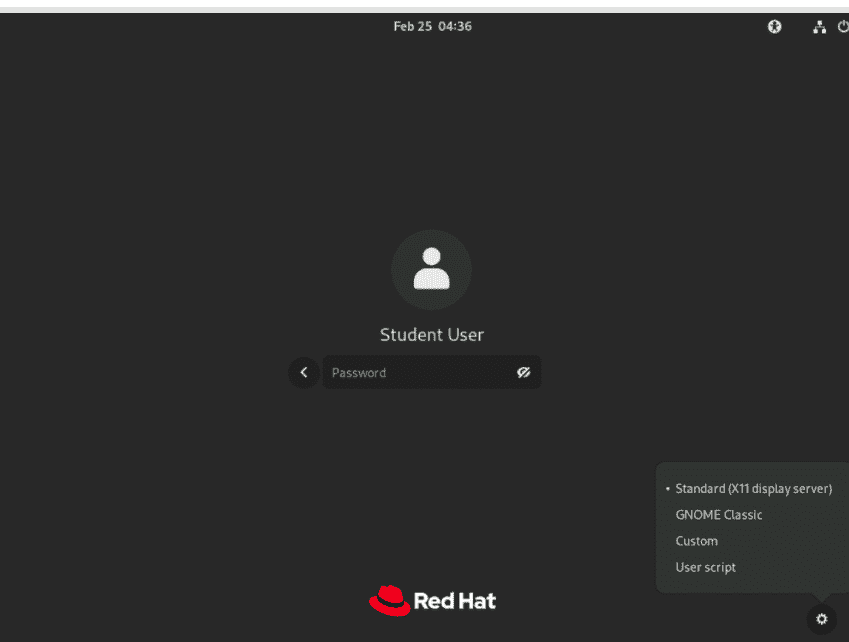 Feb 25 04:36
Student User
Password
• Standard (X11 display server)
GNOME Classic
Custom
User script
Red Hat